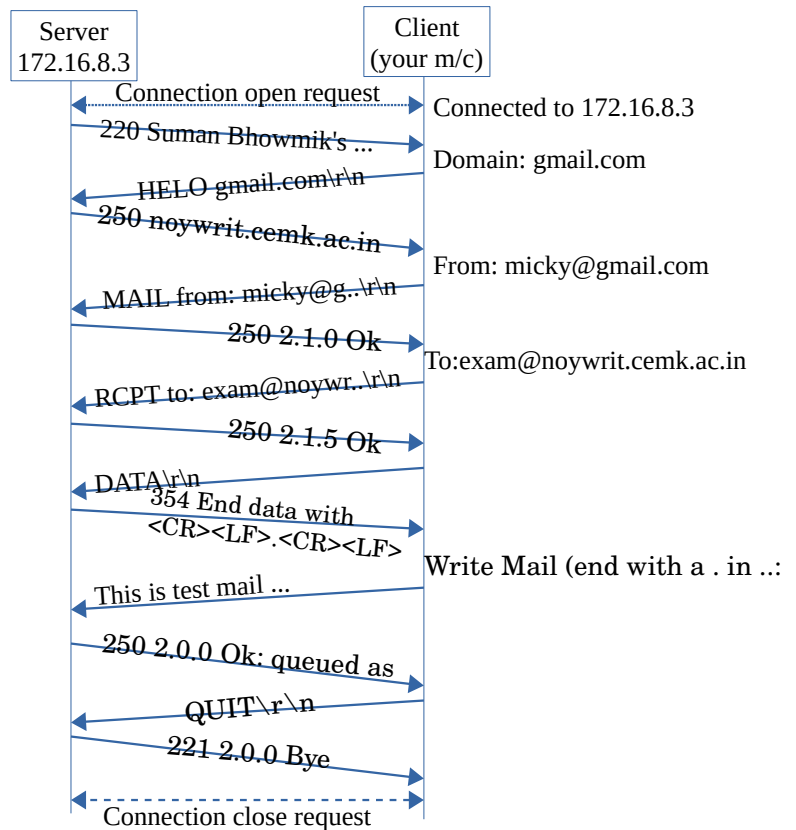 Server
172.16.8.3
Client
(your m/c)
Connection open request
Connected to 172.16.8.3
220 Suman Bhowmik's ...
Domain: gmail.com
HELO gmail.com\r\n
250 noywrit.cemk.ac.in
From: micky@gmail.com
MAIL from: micky@g..\r\n
250 2.1.0 Ok
To:exam@noywrit.cemk.ac.in
RCPT to: exam@noywr..\r\n
250 2.1.5 Ok
DATA\r\n
354 End data with
<CR><LF>.<CR><LF>
Write Mail (end with a . in ..:
This is test mail ...
250 2.0.0 Ok: queued as
QUIT\r\n
221 2.0.0 Bye
Connection close request